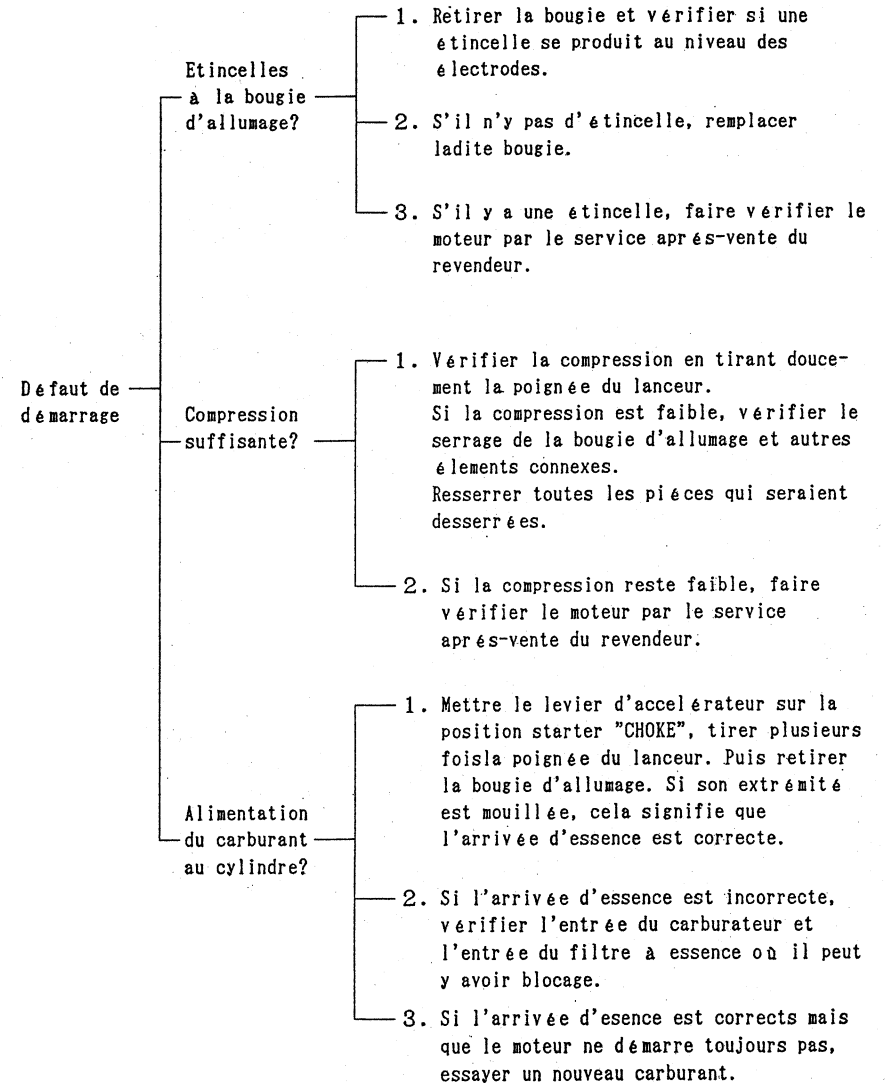 Défaut de
démarrage
Etincelles
à la bougie
d'allumage?
1. Retirer la bougie et vérifier si une
étincelle se produit au niveau des
électrodes.
2. S'il n'y pas d'étincelle, remplacer
ladite bougie.
3. S'il y a une étincelle, faire vérifier le
moteur par le service aprés-vente du
revendeur.
Compression
suffisante?
1. Vérifier la compression en tirant douce-
ment la poignée du lanceur.
Si la compression est faible, vérifier le
serrage de la bougie d'allumage et autres
élements connexes.
Resserrer toutes les piéces qui seraient
desserrées.
2. Si la compression reste faible, faire
vérifier le moteur par le service
aprés-vente du revendeur.
Alimentation
du carburant
au cylindre?
1. Mettre le levier d'accelérateur sur la
position starter "CHOKE", tirer plusieurs
foisla poignée du lanceur. Puis retirer
la bougie d'allumage. Si son extrémité
est mouillée, cela signifie que
l'arrivée d'essence est correcte.
2. Si l'arrivée d'essence est incorrecte,
vérifier l'entrée du carburateur et
l'entrée du filtre à essence où il peut
y avoir blocage.
3. Si l'arrivée d'esence est corrects mais
que le moteur ne démarre toujours pas,
essayer un nouveau carburant.